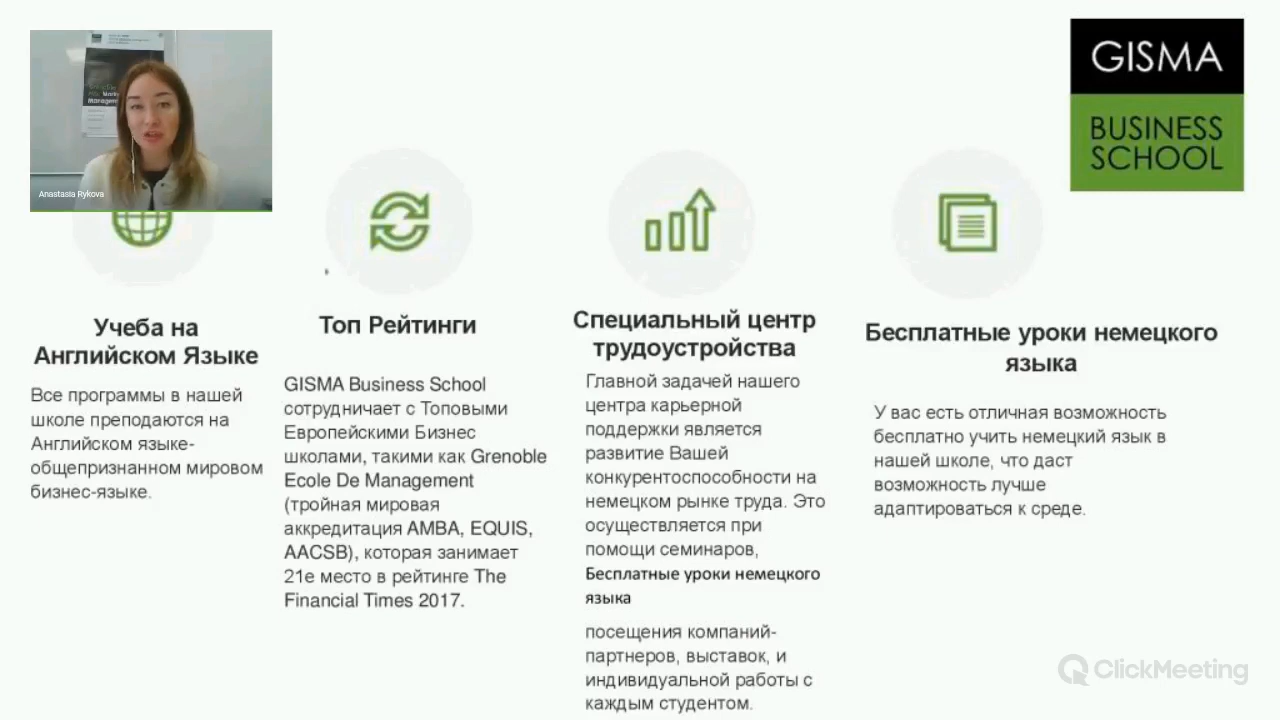 Anastasia Rykova
GISMA
BUSINESS
SCHOOL
Учеба на
Английском Языке
Все программы в нашей
школе преподаются на
Английском языке-
общепризнанном мировом
бизнес-языке.
Топ Рейтинги
GISMA Business School
сотрудничает с Топовыми
Европейскими Бизнес
школами, такими как Grenoble
Ecole De Management
(тройная мировая
аккредитация AMBA, EQUIS,
AACSB), которая занимает
21е место в рейтинге The
Financial Times 2017.
Специальный центр
трудоустройства
Главной задачей нашего
центра карьерной
поддержки является
развитие Вашей
конкурентоспособности на
немецком рынке труда. Это
осуществляется при
помощи семинаров,
Бесплатные уроки немецкого
языка
посещения компаний-
партнеров, выставок, и
индивидуальной работы с
каждым студентом.
Бесплатные уроки немецкого
языка
У вас есть отличная возможность
бесплатно учить немецкий язык в
нашей школе, что даст
возможность лучше
адаптироваться к среде.
ClickMeeting